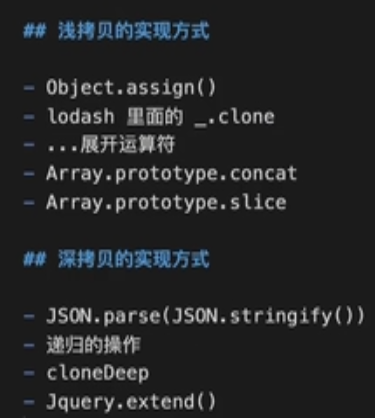 ## 浅拷贝的实现方式
- Object.assign()
- lodash 里面的 _.clone
- ...展开运算符
- Array.prototype.concat
- Array.prototype.slice
## 深拷贝的实现方式
- JSON.parse(JSON.stringify())
- 递归的操作
- cloneDeep
- Jquery.extend()